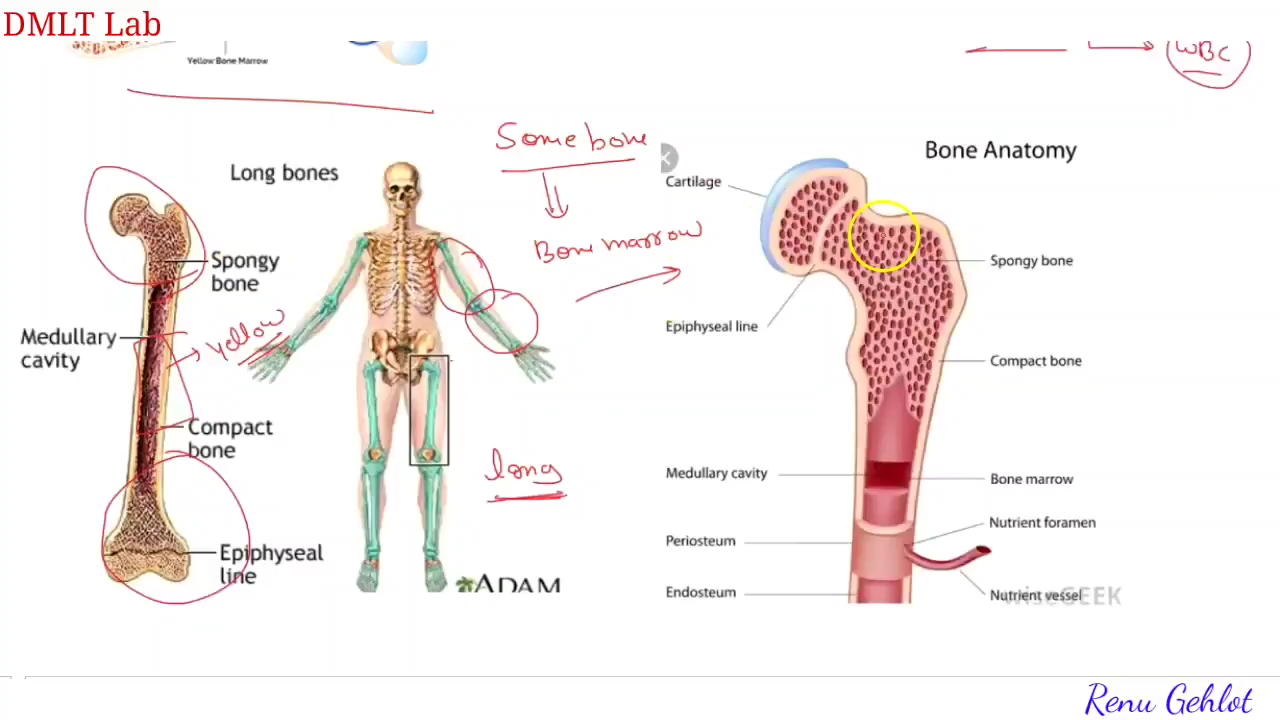 DMLT Lab
Yellow Bone Marrow
WBC
Long bones
Some bone
Bone marrow
Spongy
bone
Medullary
cavity
yellow
Compact
bone
long
Epiphyseal
line
ADAM
Bone Anatomy
Cartilage
Spongy bone
Epiphyseal line
Compact bone
Medullary cavity
Bone marrow
Nutrient foramen
Periosteum
Endosteum
Nutrient vessel
wiseGEEK
Renu Gehlot